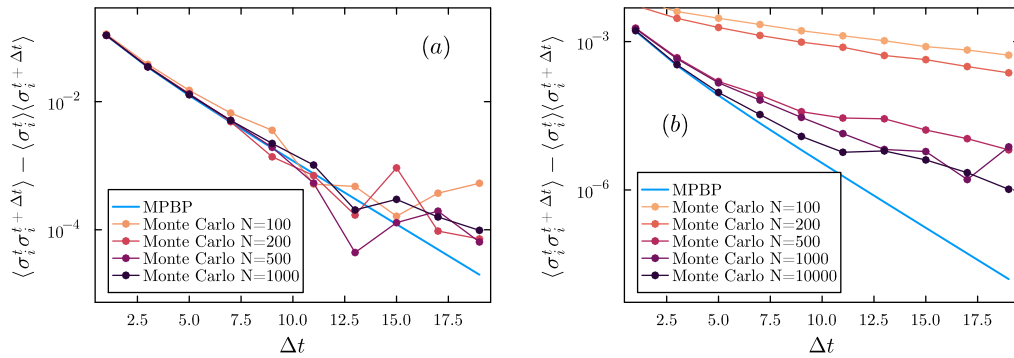 ⟨σ_i^t σ_i^{t + Δt}⟩ − ⟨σ_i^t⟩⟨σ_i^{t + Δt}⟩
10^{−2}
10^{−4}
(a)
MPBP
Monte Carlo N=100
Monte Carlo N=200
Monte Carlo N=500
Monte Carlo N=1000
2.5 5.0 7.5 10.0 12.5 15.0 17.5
Δt
⟨σ_i^t σ_i^{t + Δt}⟩ − ⟨σ_i^t⟩⟨σ_i^{t + Δt}⟩
10^{−3}
10^{−6}
(b)
MPBP
Monte Carlo N=100
Monte Carlo N=200
Monte Carlo N=500
Monte Carlo N=1000
Monte Carlo N=10000
2.5 5.0 7.5 10.0 12.5 15.0 17.5
Δt